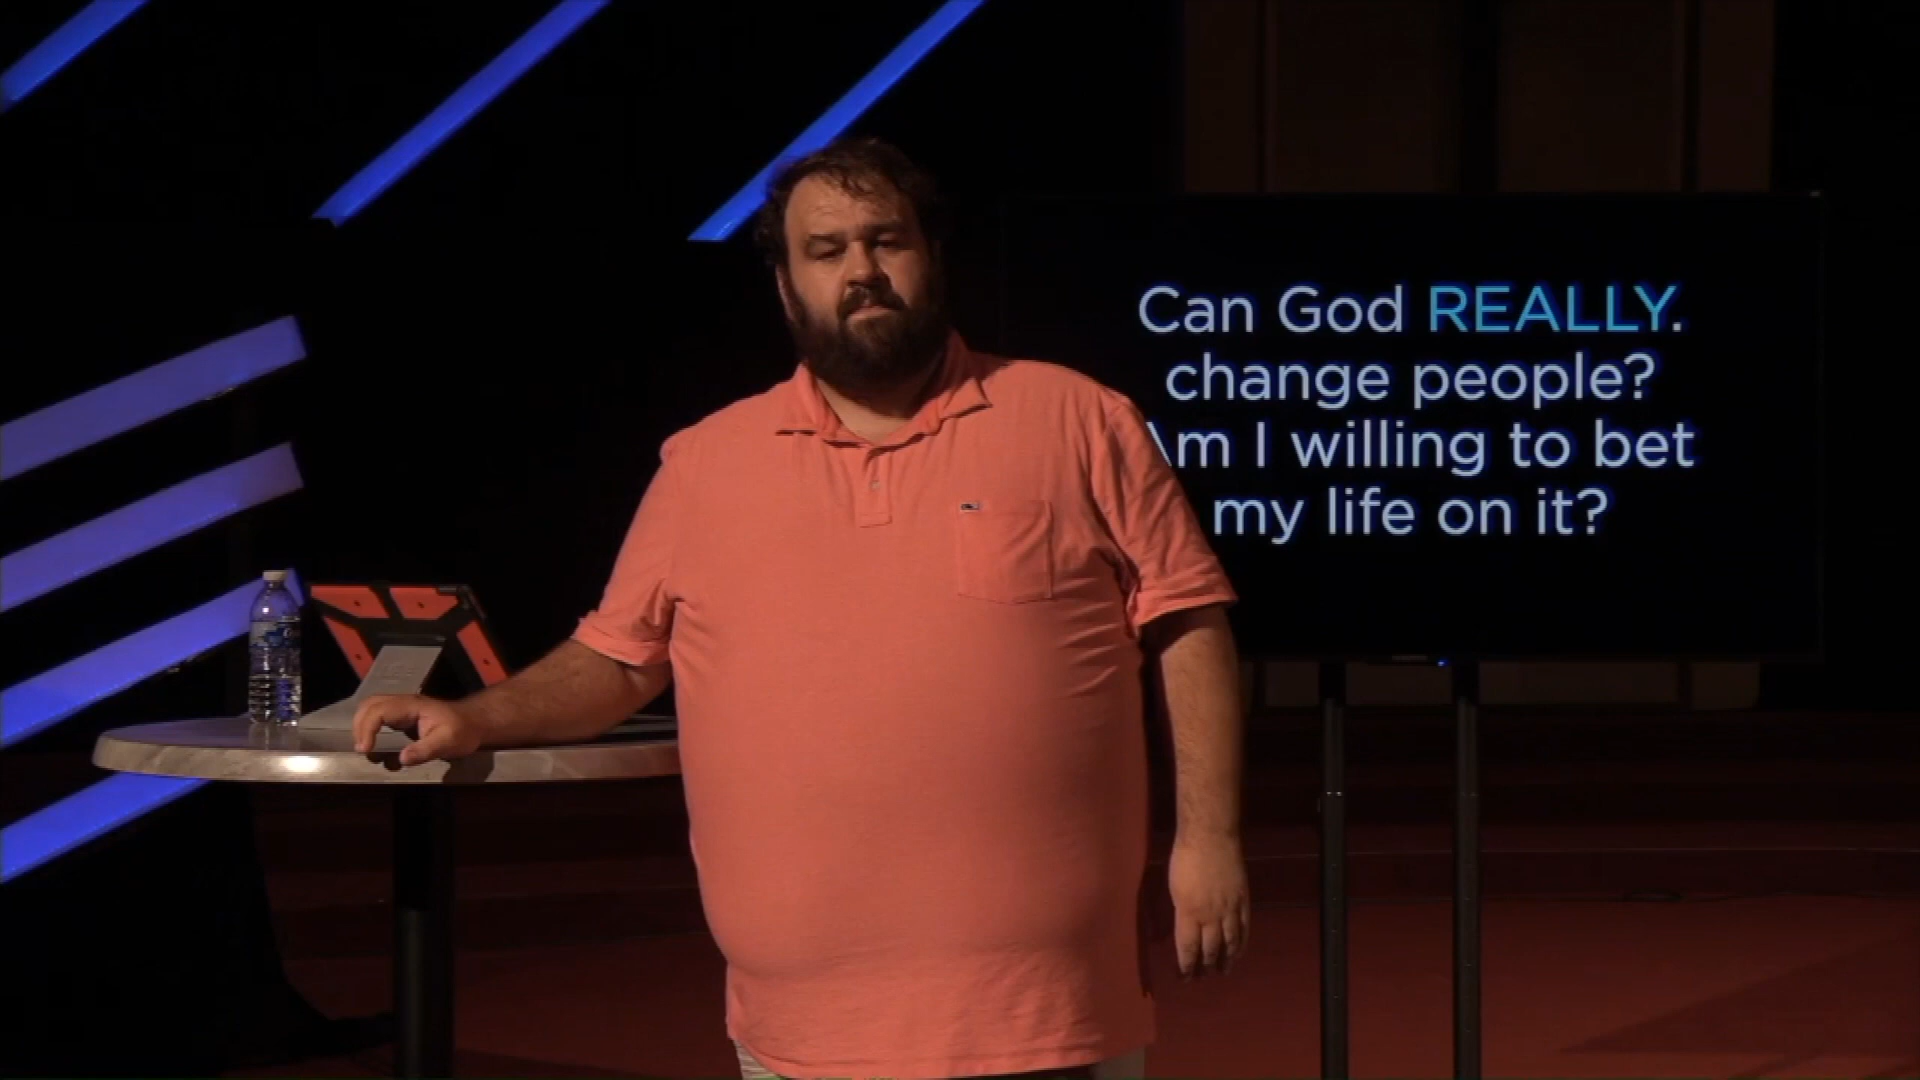 Can God REALLY.
change people?
Am I willing to bet
my life on it?